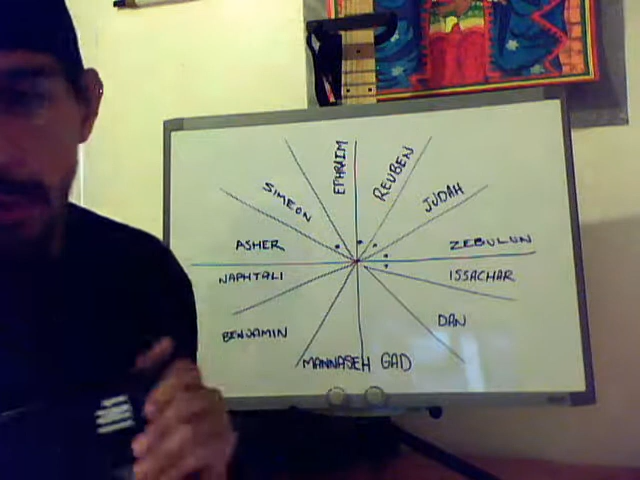 EPHRAIM
REUBEN
SIMEON
JUDAH
ASHER
ZEBULUN
NAPHTALI
ISSACHAR
BENJAMIN
DAN
MANNASEH GAD